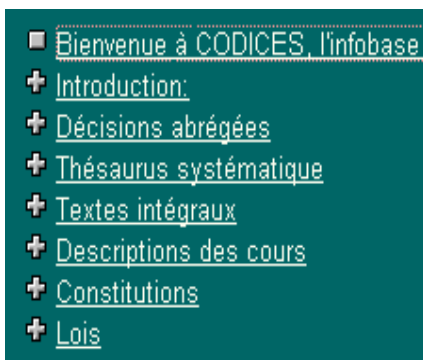 Bienvenue à CODICES, l'infobase
Introduction:
Décisions abrégées
Thésaurus systématique
Textes intégraux
Descriptions des cours
Constitutions
Lois